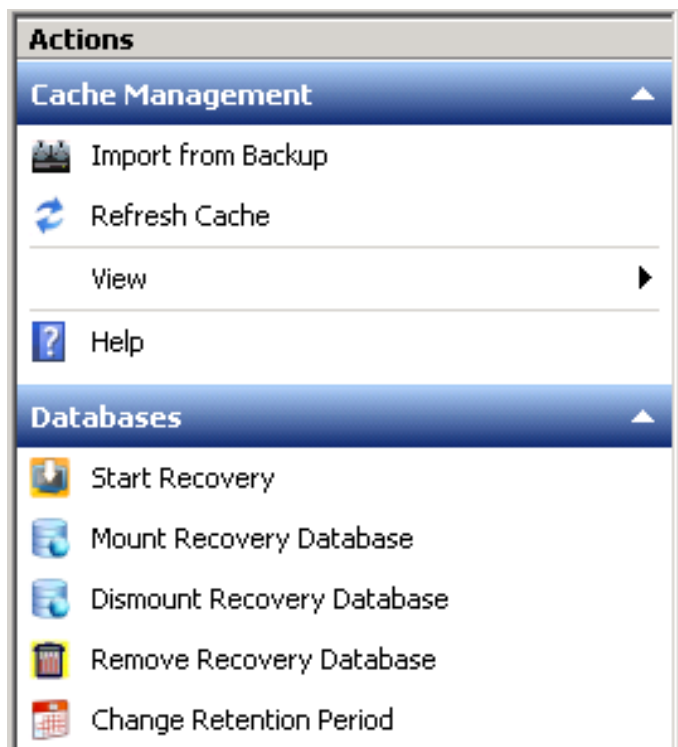 Actions
Cache Management
Import from Backup
Refresh Cache
View
Help
Databases
Start Recovery
Mount Recovery Database
Dismount Recovery Database
Remove Recovery Database
Change Retention Period